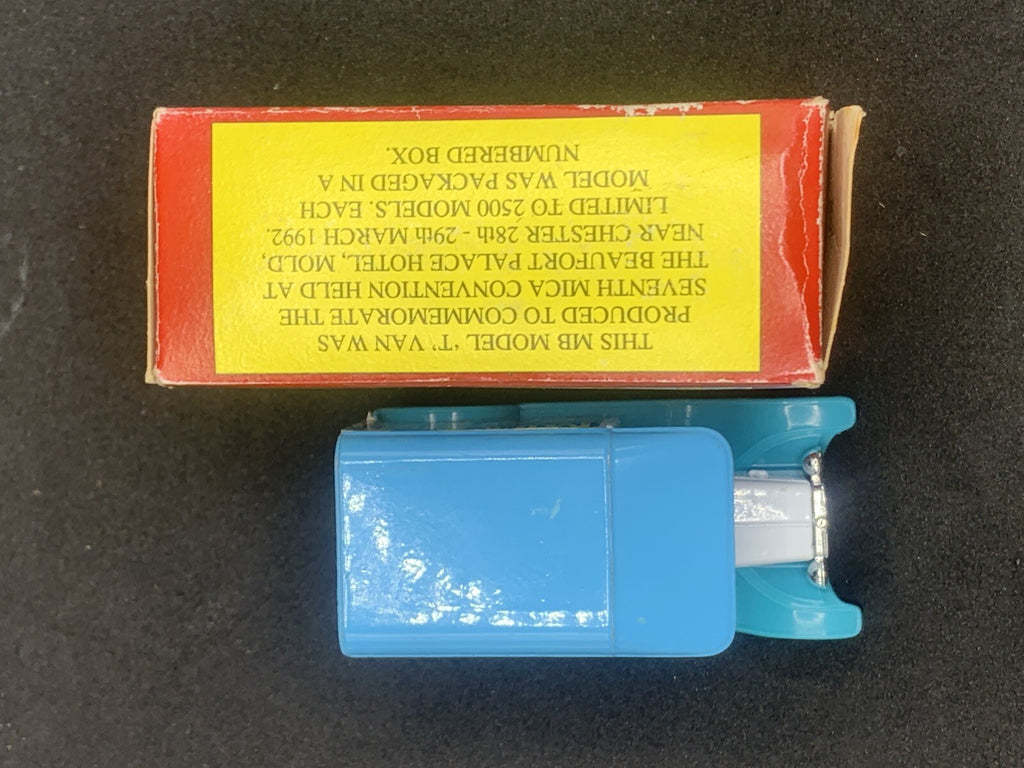 THIS MB MODEL 'T' VAN WAS
PRODUCED TO COMMEMORATE THE
SEVENTH MICA CONVENTION HELD AT
THE BEAUFORT PALACE HOTEL, MOLD,
NEAR CHESTER 28th - 29th MARCH 1992.
LIMITED TO 2500 MODELS. EACH
MODEL WAS PACKAGED IN A
NUMBERED BOX.